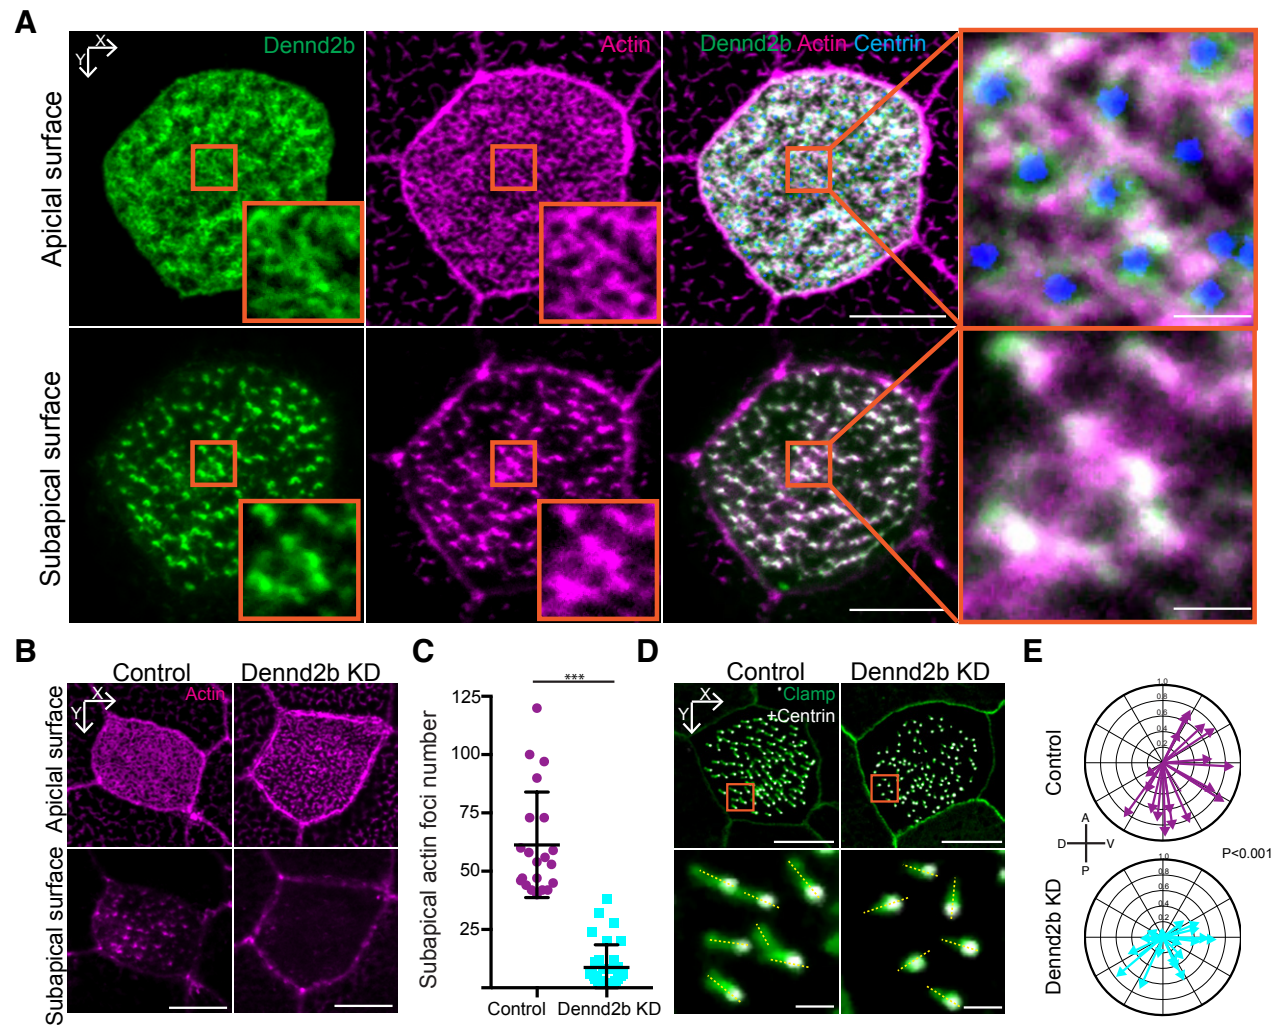 A
X
Y
Dennd2b
Actin
Dennd2b Actin Centrin
Apiclal surface
Subapical surface
B
Control
Dennd2b KD
X
Y
Actin
Apiclal surface
Subapical surface
C
***
125
100
75
50
25
Subapical actin foci number
Control
Dennd2b KD
D
Control
Dennd2b KD
X
Y
Clamp
+Centrin
E
Control
1.0
0.8
0.6
0.4
0.2
A
D
V
P
P<0.001
Dennd2b KD
1.0
0.8
0.6
0.4
0.2